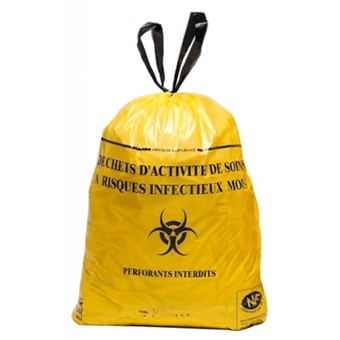 DECHETS D'ACTIVITE DE SOINS
A RISQUES INFECTIEUX MOUS
PERFORANTS INTERDITS
NF